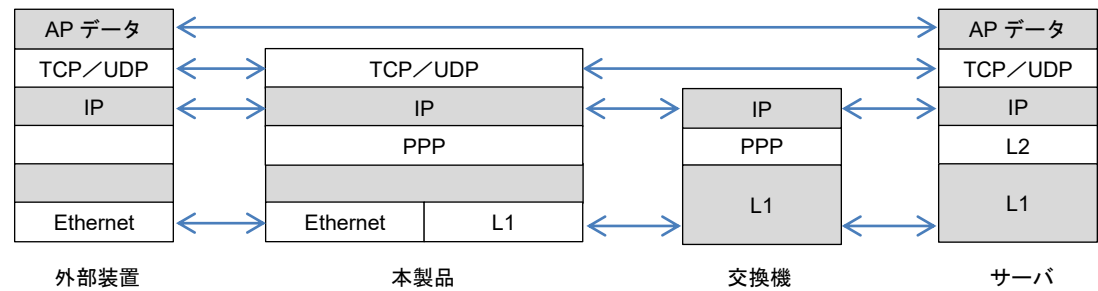 AP データ AP データ
TCP／UDP TCP／UDP TCP／UDP
IP IP IP IP
PPP PPP L2
L1 L1
Ethernet Ethernet L1
外部装置 本製品 交換機 サーバ